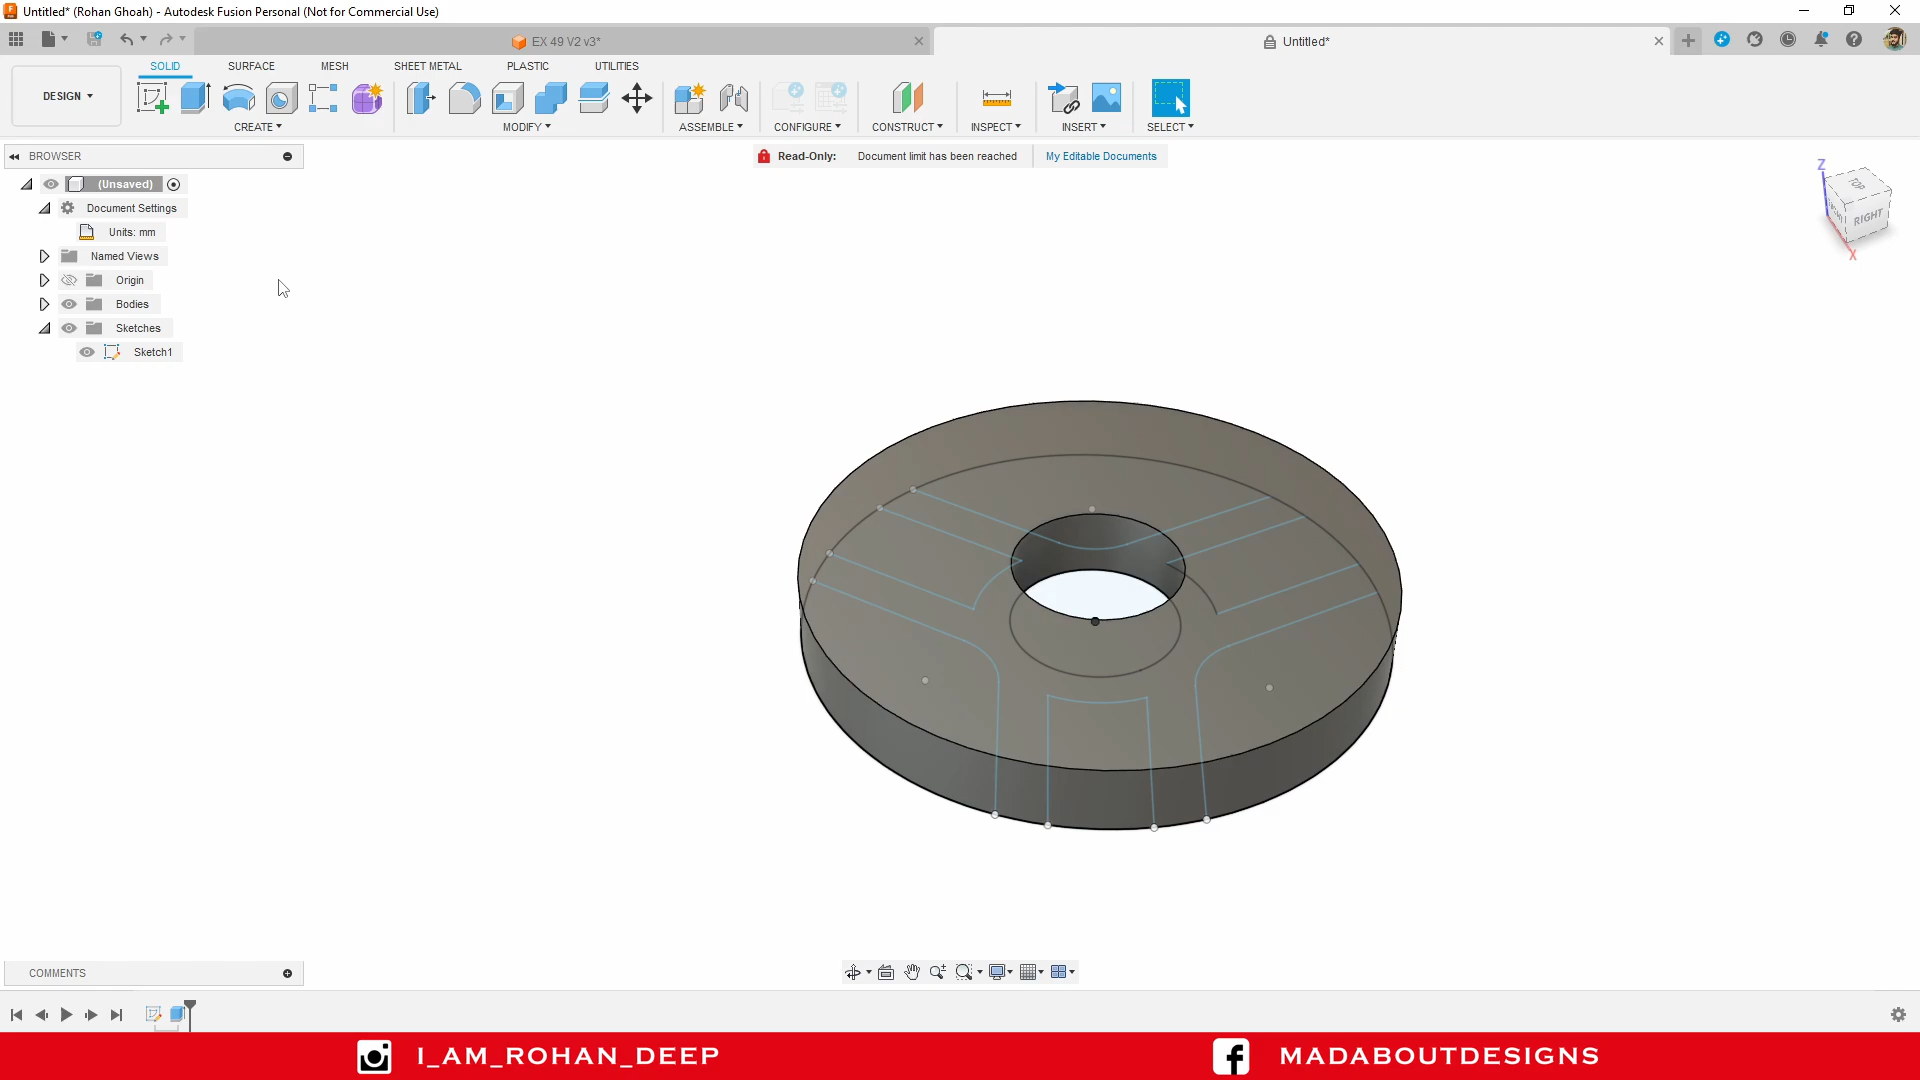 Untitled* (Rohan Ghoah) - Autodesk Fusion Personal (Not for Commercial Use)
EX 49 V2 v3*
Untitled*
SOLID SURFACE MESH SHEET METAL PLASTIC UTILITIES
DESIGN
CREATE MODIFY ASSEMBLE CONFIGURE CONSTRUCT INSPECT INSERT SELECT
BROWSER
Read-Only: Document limit has been reached My Editable Documents
(Unsaved)
Document Settings
Units: mm
Named Views
Origin
Bodies
Sketches
Sketch1
Z
TOP
RIGHT
X
COMMENTS
I_AM_ROHAN_DEEP
MADABOUTDESIGNS